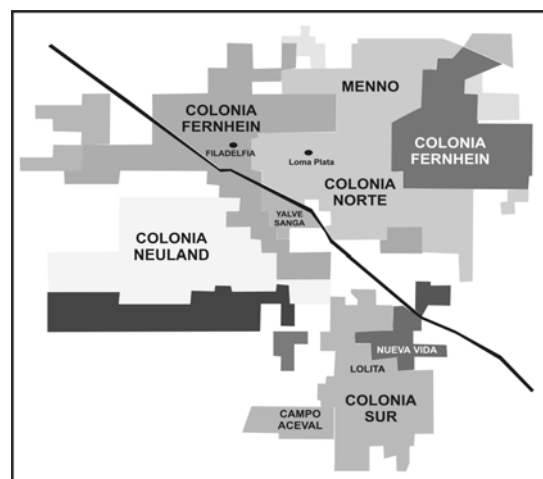 MENNO
COLONIA
FERNHEIN
FILADELFIA
Loma Plata
COLONIA
FERNHEIN
COLONIA
NORTE
YALVE
SANGA
COLONIA
NEULAND
NUEVA VIDA
LOLITA
COLONIA
SUR
CAMPO
ACEVAL